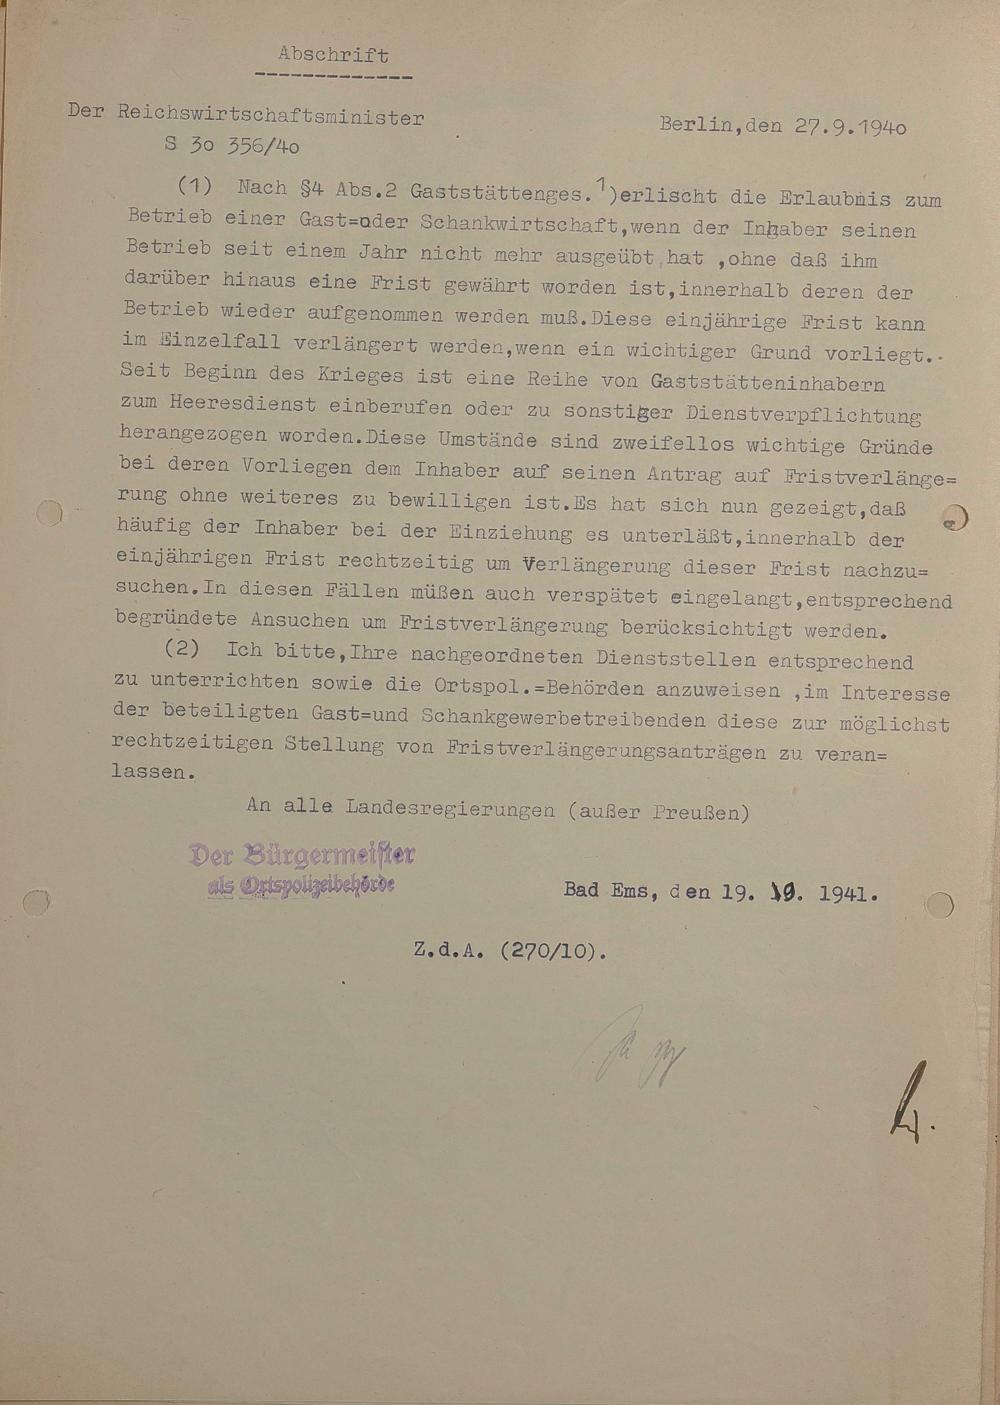 Abschrift
Der Reichswirtschaftsminister
Berlin,den 27.9.1940
S 30 356/40
(1) Nach §4 Abs.2 Gaststättenges.1)erlischt die Erlaubnis zum
Betrieb einer Gast=oder Schankwirtschaft,wenn der Inhaber seinen
Betrieb seit einem Jahr nicht mehr ausgeübt hat ,ohne daß ihm
darüber hinaus eine Frist gewährt worden ist,innerhalb deren der
Betrieb wieder aufgenommen werden muß.Diese einjährige Frist kann
im Einzelfall verlängert werden,wenn ein wichtiger Grund vorliegt.-
Seit Beginn des Krieges ist eine Reihe von Gaststätteninhabern
zum Heeresdienst einberufen oder zu sonstiger Dienstverpflichtung
herangezogen worden.Diese Umstände sind zweifellos wichtige Gründe
bei deren Vorliegen dem Inhaber auf seinen Antrag auf Fristverlänge=
rung ohne weiteres zu bewilligen ist.Es hat sich nun gezeigt,daß
häufig der Inhaber bei der Einziehung es unterläßt,innerhalb der
einjährigen Frist rechtzeitig um Verlängerung dieser Frist nachzu=
suchen.In diesen Fällen müßen auch verspätet eingelangt,entsprechend
begründete Ansuchen um Fristverlängerung berücksichtigt werden.
(2) Ich bitte,Ihre nachgeordneten Dienststellen entsprechend
zu unterrichten sowie die Ortspol.=Behörden anzuweisen ,im Interesse
der beteiligten Gast=und Schankgewerbetreibenden diese zur möglichst
rechtzeitigen Stellung von Fristverlängerungsanträgen zu veran=
lassen.
An alle Landesregierungen (außer Preußen)
Der Bürgermeister
als Ortspolizeibehörde
Bad Ems, den 19. 10. 1941.
Z.d.A. (270/10).